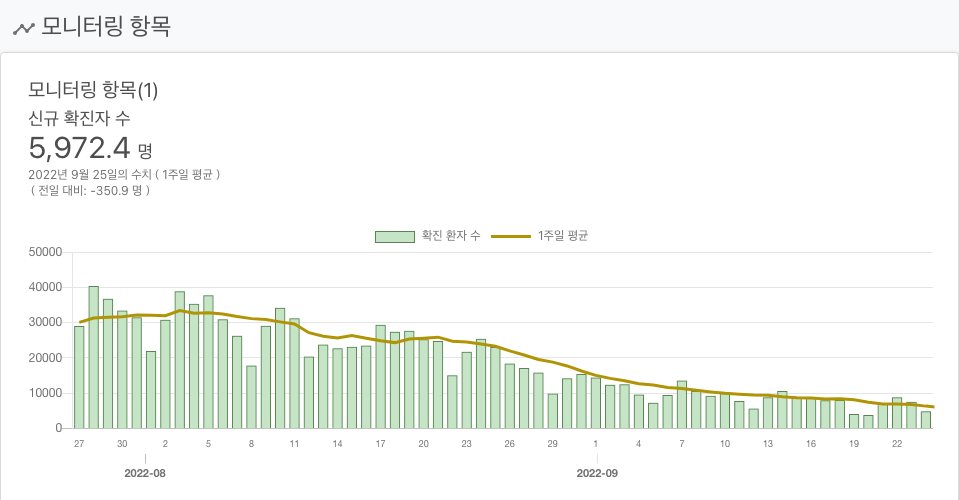 모니터링 항목
모니터링 항목(1)
신규 확진자 수
5,972.4 명
2022년 9월 25일의 수치 ( 1주일 평균 )
( 전일 대비: -350.9 명 )
확진 환자 수 1주일 평균
50000
40000
30000
20000
10000
0
27 30 2 5 8 11 14 17 20 23 26 29 1 4 7 10 13 16 19 22
2022-08 2022-09